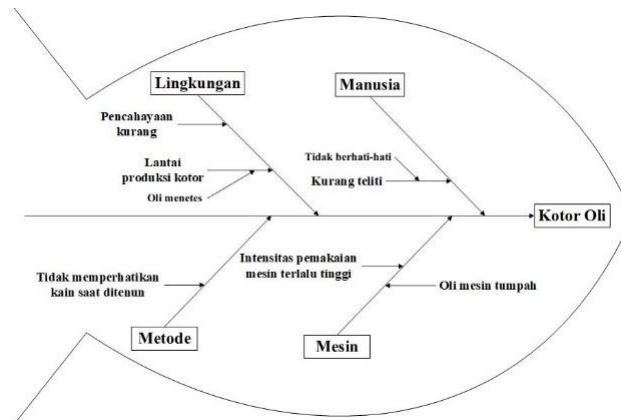 Lingkungan
Manusia
Pencahayaan
kurang
Lantai
produksi kotor
Oli menetes
Tidak berhati-hati
Kurang teliti
Kotor Oli
Tidak memperhatikan
kain saat ditenun
Intensitas pemakaian
mesin terlalu tinggi
Oli mesin tumpah
Metode
Mesin